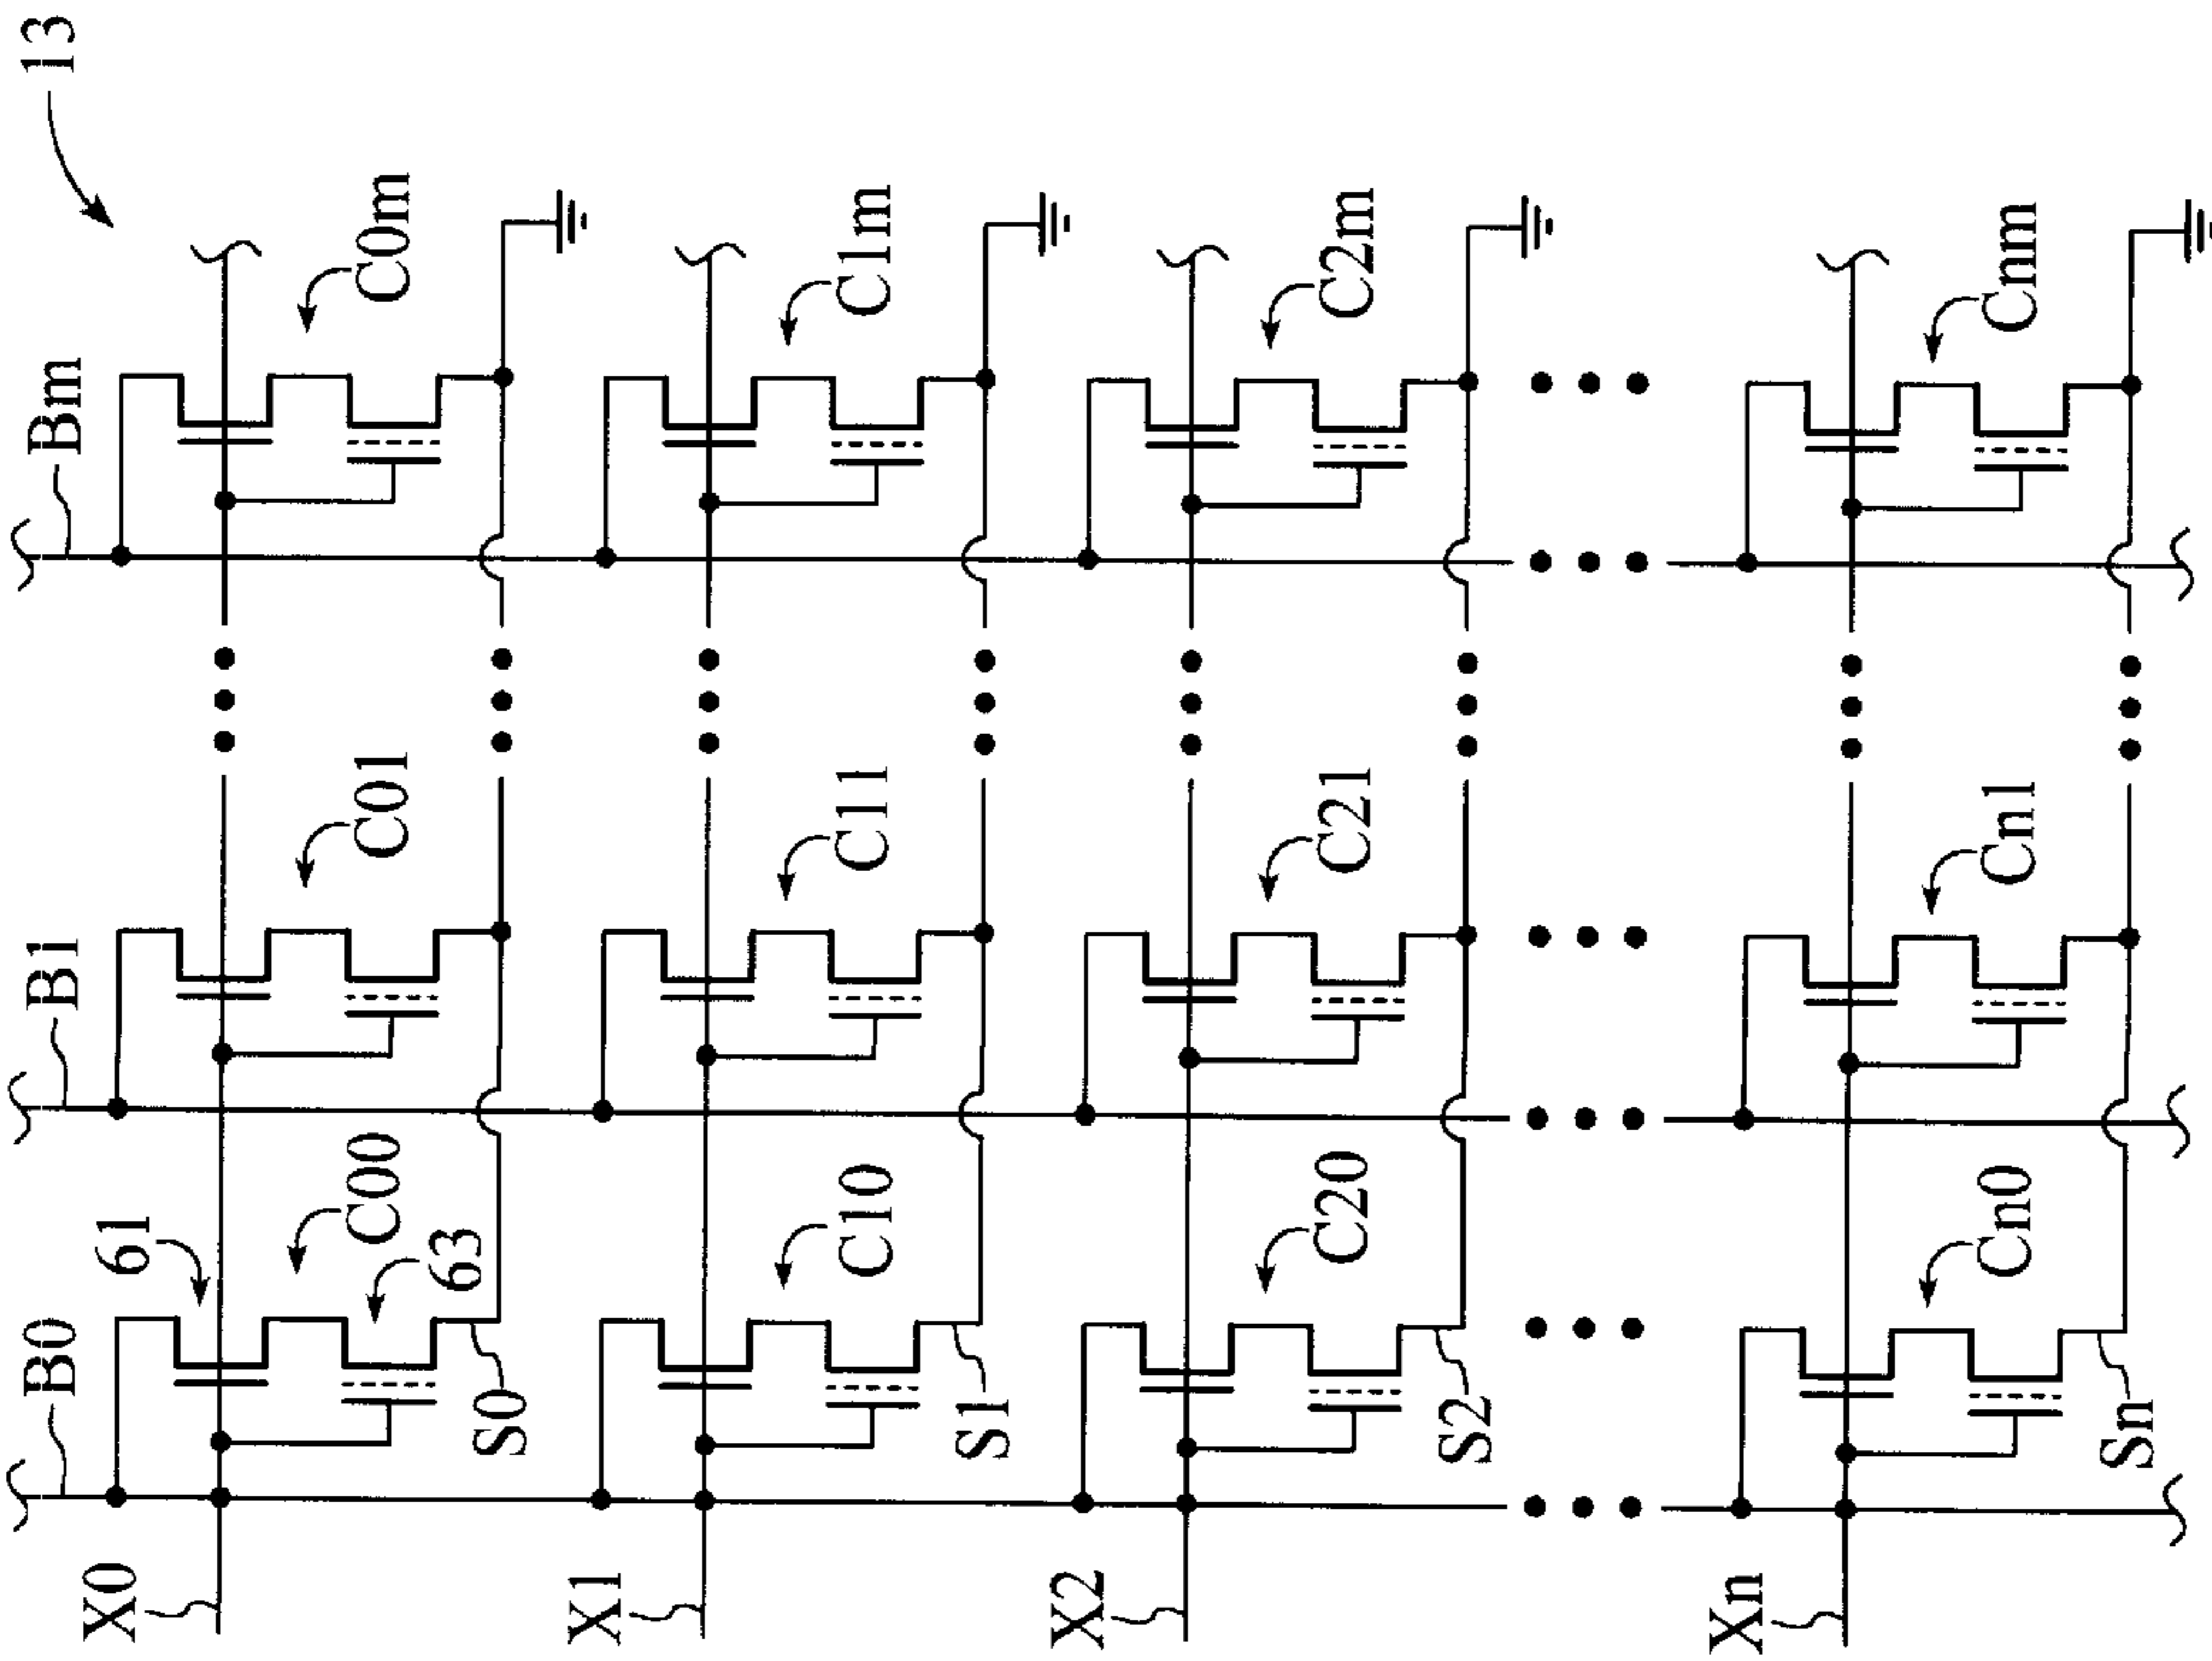 13
B0 B1 Bm
X0 61
C00 C01 C0m
63
S0
X1
C10 C11 C1m
S1
X2
C20 C21 C2m
S2
Xn
Cn0 Cn1 Cnm
Sn